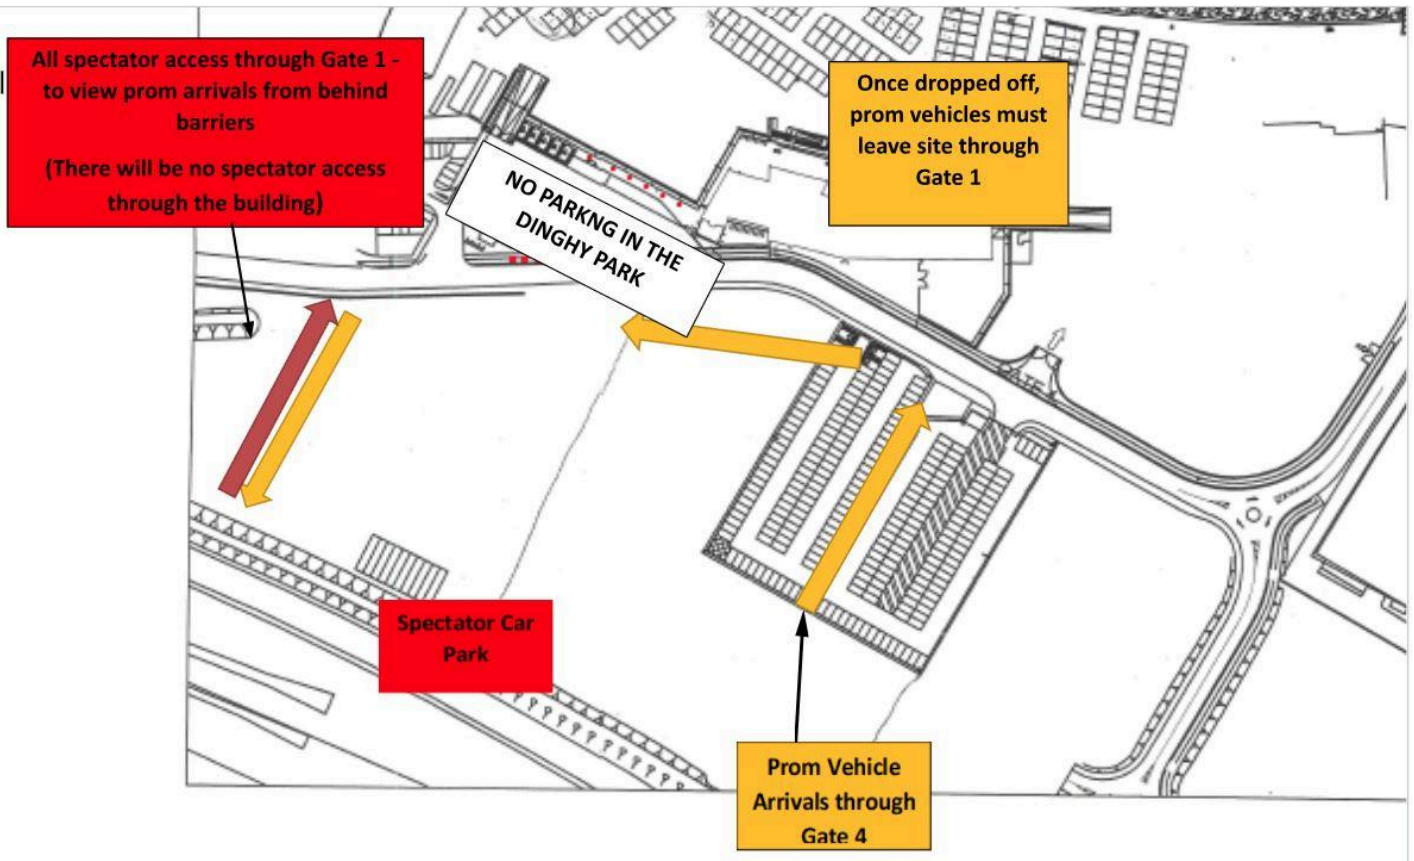 All spectator access through Gate 1 -
to view prom arrivals from behind
barriers
(There will be no spectator access
through the building)
Once dropped off,
prom vehicles must
leave site through
Gate 1
NO PARKNG IN THE
DINGHY PARK
Spectator Car
Park
Prom Vehicle
Arrivals through
Gate 4